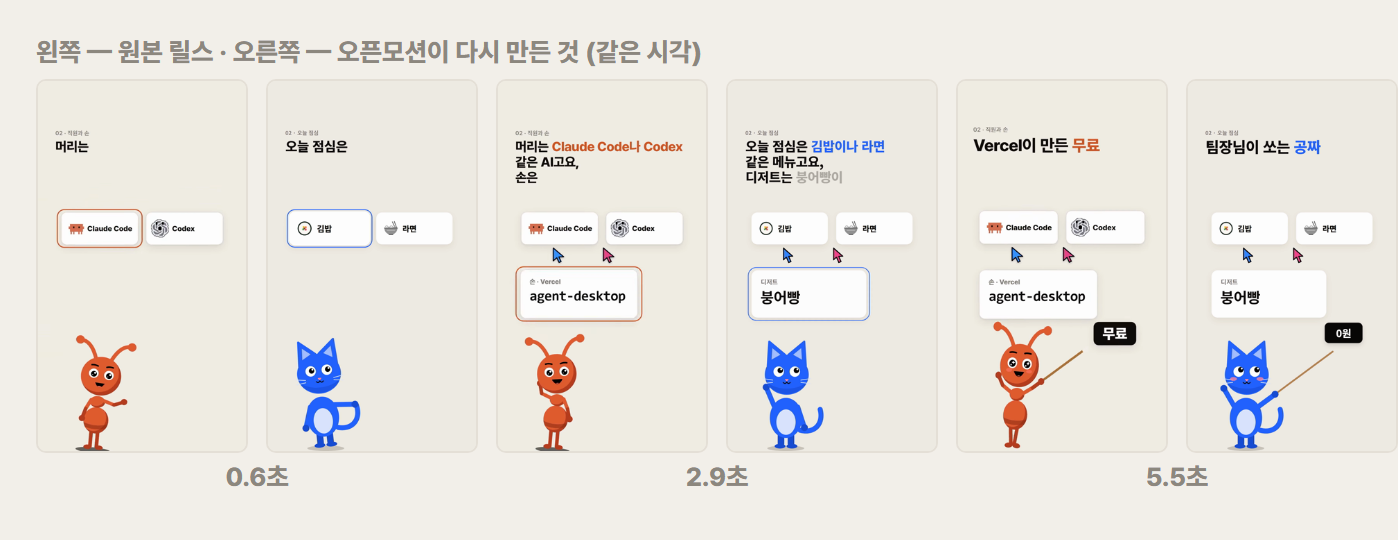 왼쪽 — 원본 릴스 · 오른쪽 — 오픈모션이 다시 만든 것 (같은 시각)
02 · 직원과 손
머리는
Claude Code
Codex
03 · 오늘 점심
오늘 점심은
김밥
라면
02 · 직원과 손
머리는 Claude Code나 Codex
같은 AI고요,
손은
Claude Code
Codex
손 · Vercel
agent-desktop
03 · 오늘 점심
오늘 점심은 김밥이나 라면
같은 메뉴고요,
디저트는 붕어빵이
김밥
라면
디저트
붕어빵
02 · 직원과 손
Vercel이 만든 무료
Claude Code
Codex
손 · Vercel
agent-desktop
무료
03 · 오늘 점심
팀장님이 쏘는 공짜
김밥
라면
디저트
붕어빵
0원
0.6초
2.9초
5.5초